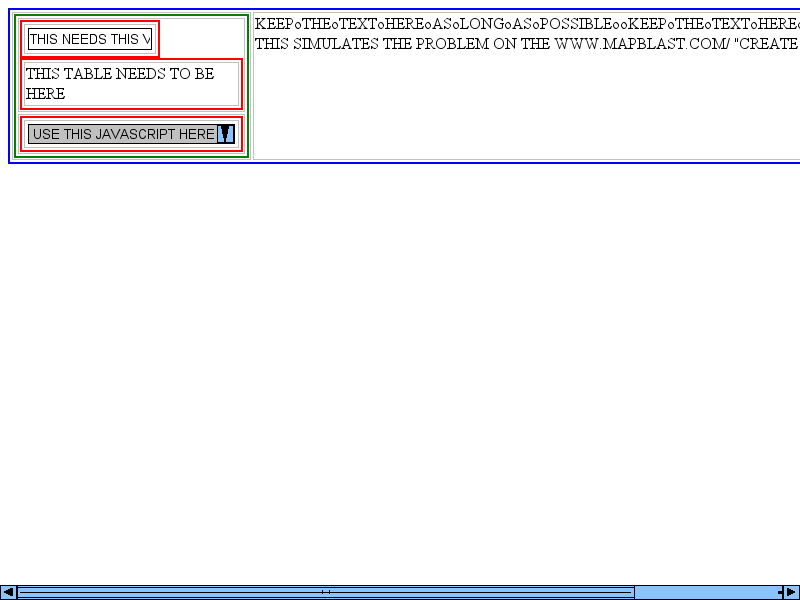 THIS NEEDS THIS
THIS TABLE NEEDS TO BE
HERE
USE THIS JAVASCRIPT HERE
KEEPoTHEoTEXToHEREoASoLONGoASoPOSSIBLEooKEEPoTHEoTEXToHEREo
THIS SIMULATES THE PROBLEM ON THE WWW.MAPBLAST.COM/ "CREATE